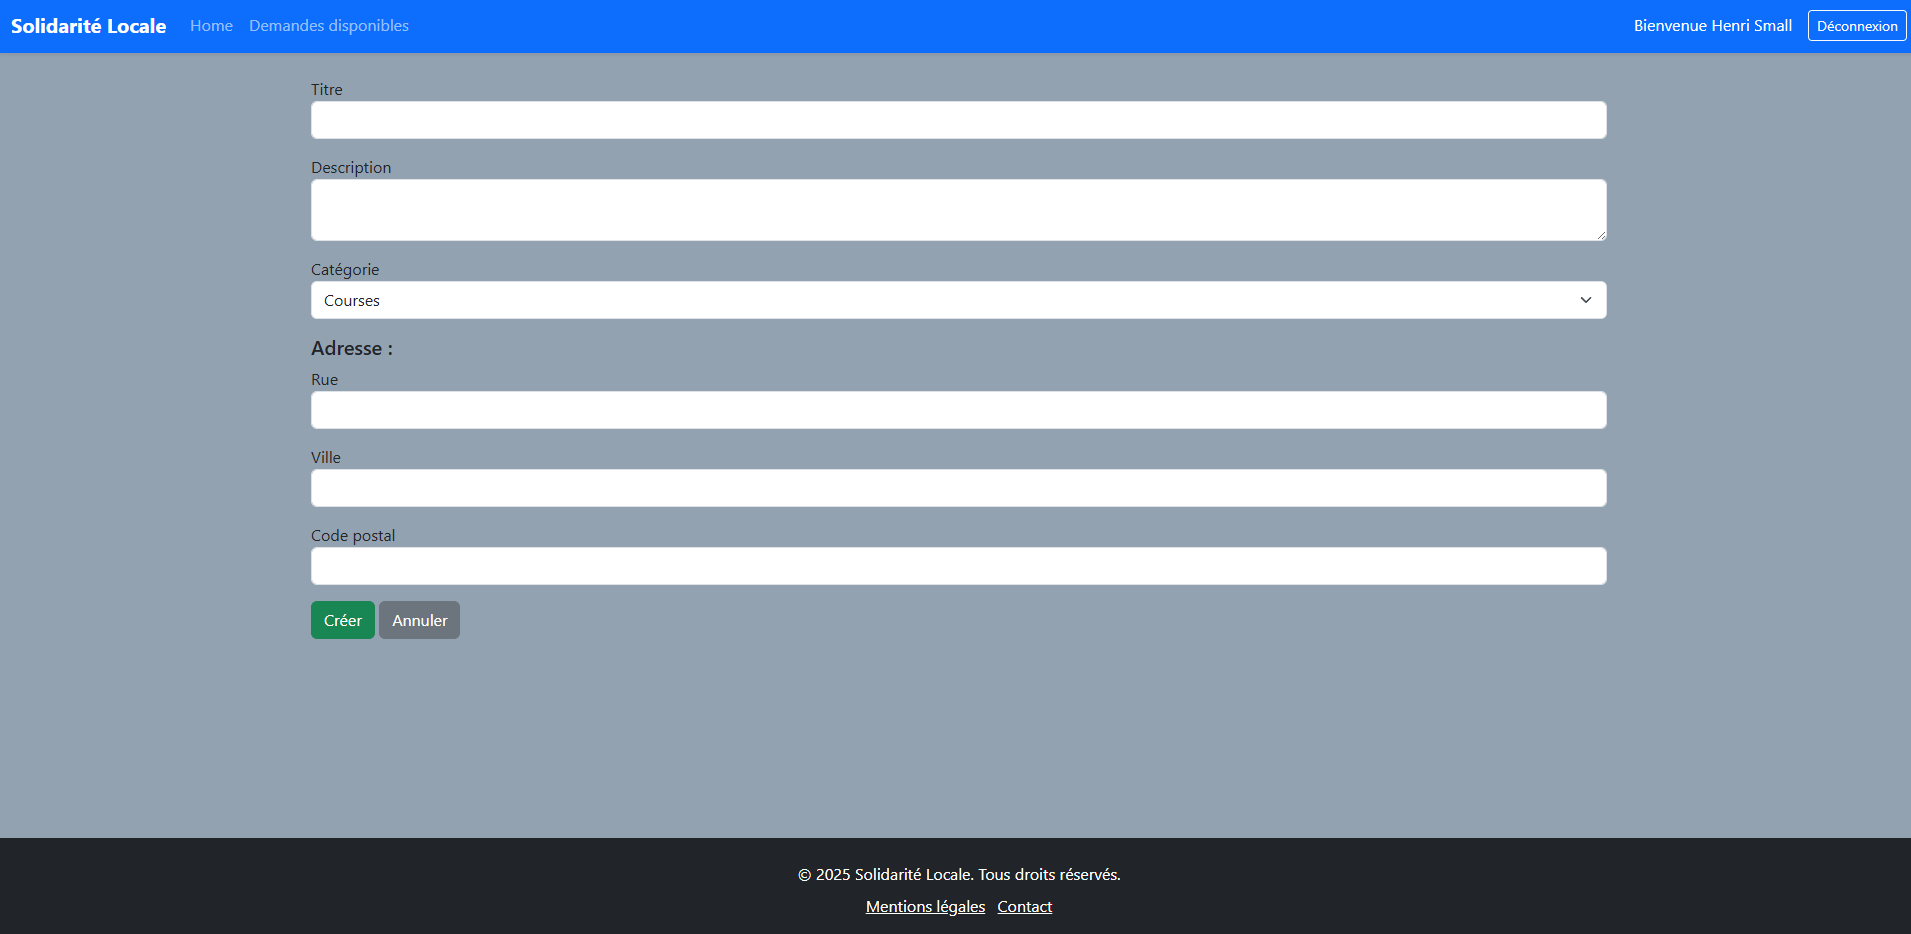 Solidarité Locale Home Demandes disponibles Bienvenue Henri Small Déconnexion
Titre
Description
Catégorie
Courses
Adresse :
Rue
Ville
Code postal
Créer Annuler
© 2025 Solidarité Locale. Tous droits réservés.
Mentions légales Contact